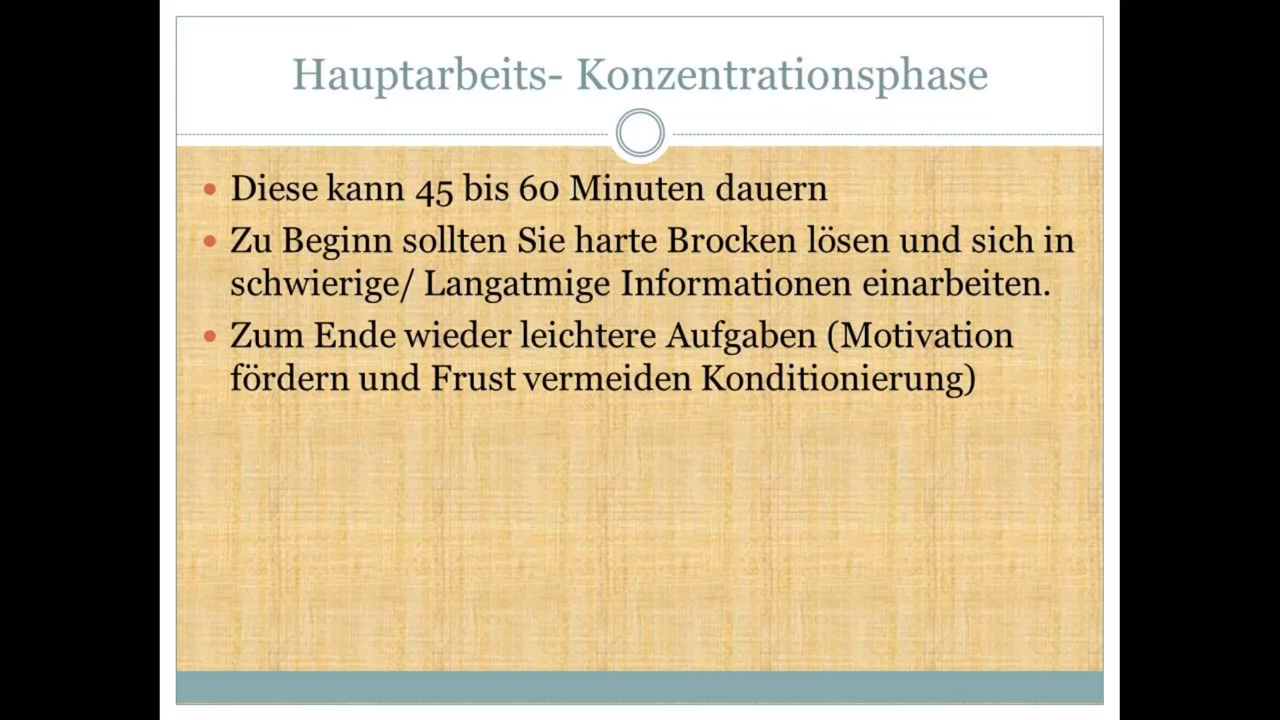 Hauptarbeits- Konzentrationsphase
Diese kann 45 bis 60 Minuten dauern
Zu Beginn sollten Sie harte Brocken lösen und sich in
schwierige/ Langatmige Informationen einarbeiten.
Zum Ende wieder leichtere Aufgaben (Motivation
fördern und Frust vermeiden Konditionierung)